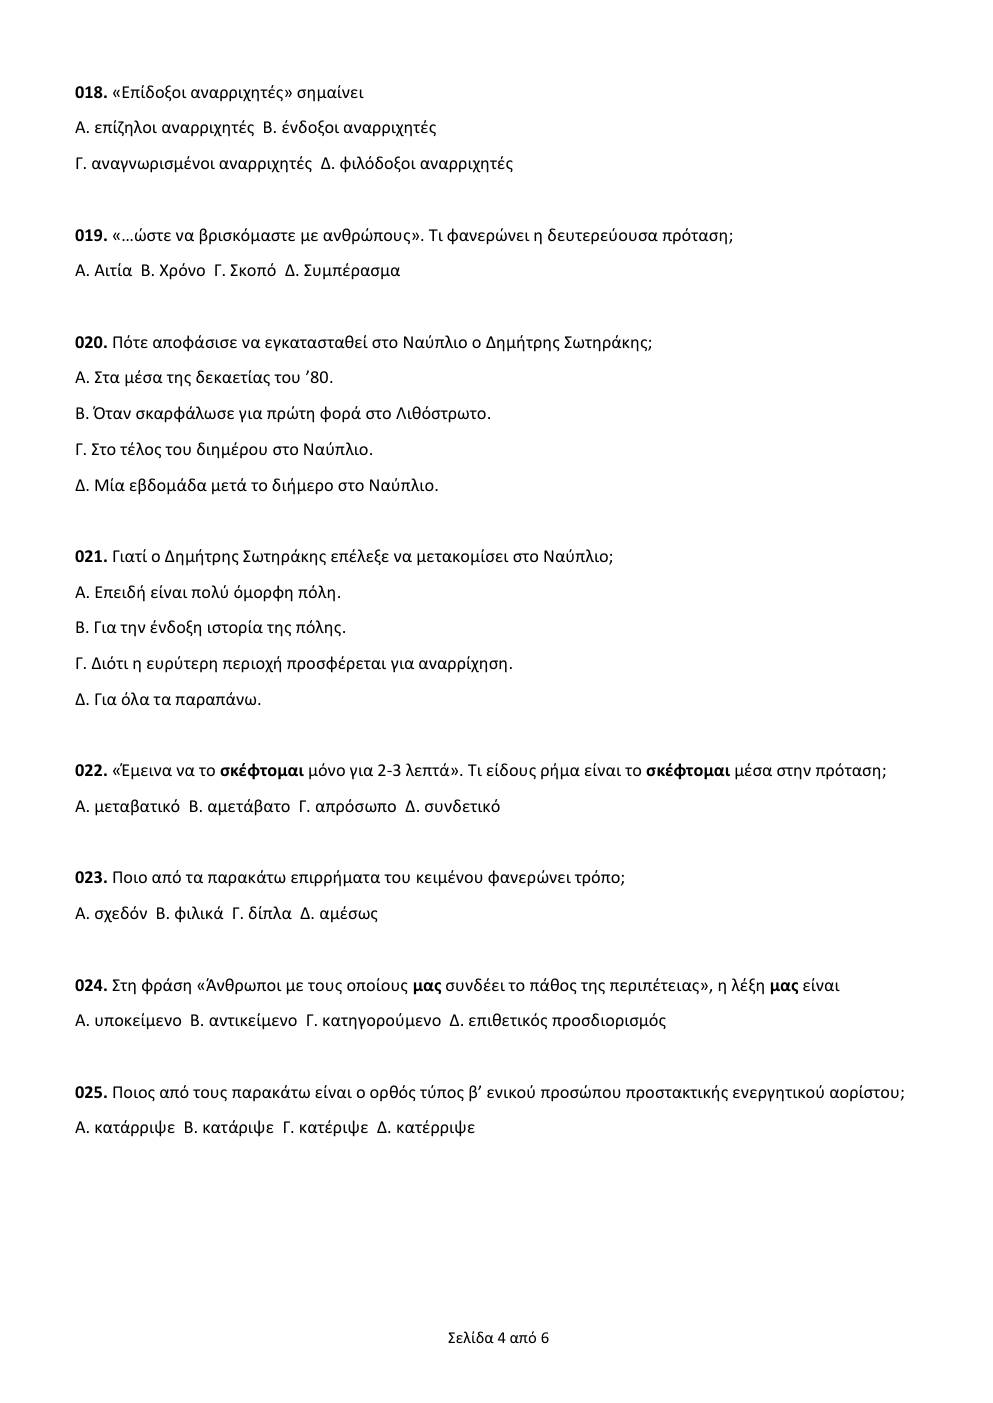 018. «Επίδοξοι αναρριχητές» σημαίνει
Α. επίζηλοι αναρριχητές  Β. ένδοξοι αναρριχητές
Γ. αναγνωρισμένοι αναρριχητές  Δ. φιλόδοξοι αναρριχητές
019. «…ώστε να βρισκόμαστε με ανθρώπους». Τι φανερώνει η δευτερεύουσα πρόταση;
Α. Αιτία  Β. Χρόνο  Γ. Σκοπό  Δ. Συμπέρασμα
020. Πότε αποφάσισε να εγκατασταθεί στο Ναύπλιο ο Δημήτρης Σωτηράκης;
Α. Στα μέσα της δεκαετίας του ’80.
Β. Όταν σκαρφάλωσε για πρώτη φορά στο Λιθόστρωτο.
Γ. Στο τέλος του διημέρου στο Ναύπλιο.
Δ. Μία εβδομάδα μετά το διήμερο στο Ναύπλιο.
021. Γιατί ο Δημήτρης Σωτηράκης επέλεξε να μετακομίσει στο Ναύπλιο;
Α. Επειδή είναι πολύ όμορφη πόλη.
Β. Για την ένδοξη ιστορία της πόλης.
Γ. Διότι η ευρύτερη περιοχή προσφέρεται για αναρρίχηση.
Δ. Για όλα τα παραπάνω.
022. «Έμεινα να το σκέφτομαι μόνο για 2-3 λεπτά». Τι είδους ρήμα είναι το σκέφτομαι μέσα στην πρόταση;
Α. μεταβατικό  Β. αμετάβατο  Γ. απρόσωπο  Δ. συνδετικό
023. Ποιο από τα παρακάτω επιρρήματα του κειμένου φανερώνει τρόπο;
Α. σχεδόν  Β. φιλικά  Γ. δίπλα  Δ. αμέσως
024. Στη φράση «Άνθρωποι με τους οποίους μας συνδέει το πάθος της περιπέτειας», η λέξη μας είναι
Α. υποκείμενο  Β. αντικείμενο  Γ. κατηγορούμενο  Δ. επιθετικός προσδιορισμός
025. Ποιος από τους παρακάτω είναι ο ορθός τύπος β’ ενικού προσώπου προστακτικής ενεργητικού αορίστου;
Α. κατάρριψε  Β. κατάριψε  Γ. κατέριψε  Δ. κατέρριψε
Σελίδα 4 από 6